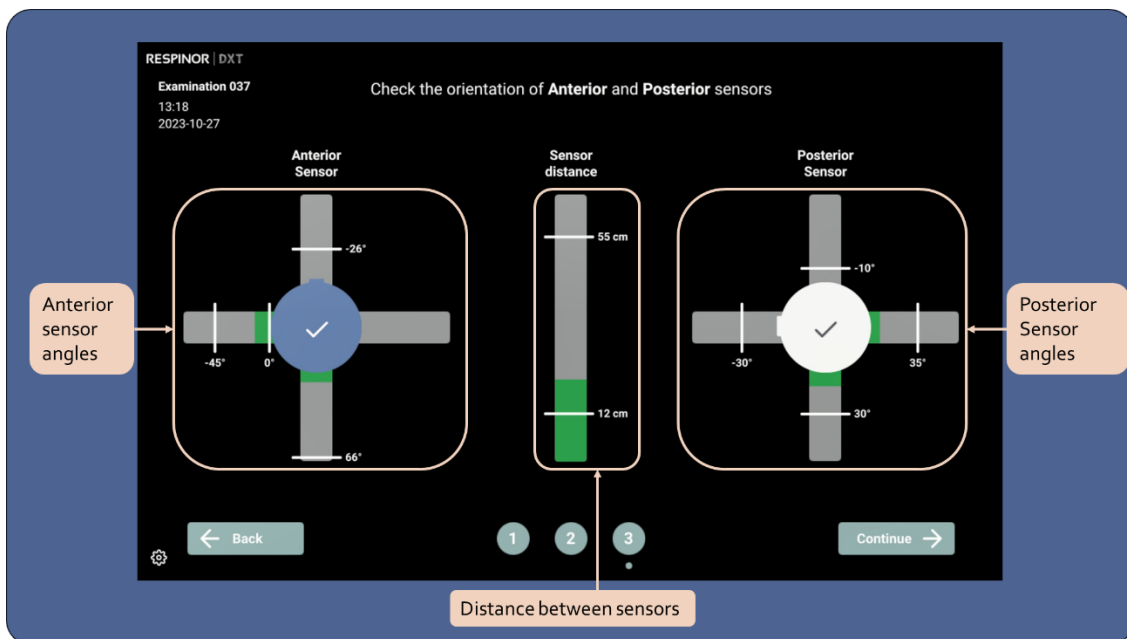 RESPINOR | DXT
Examination 037
13:18
2023-10-27
Check the orientation of Anterior and Posterior sensors
Anterior
Sensor
Sensor
distance
Posterior
Sensor
-26°
-45°
0°
66°
55 cm
12 cm
-10°
-30°
35°
30°
Anterior
sensor
angles
Posterior
Sensor
angles
Back
1
2
3
Continue
Distance between sensors